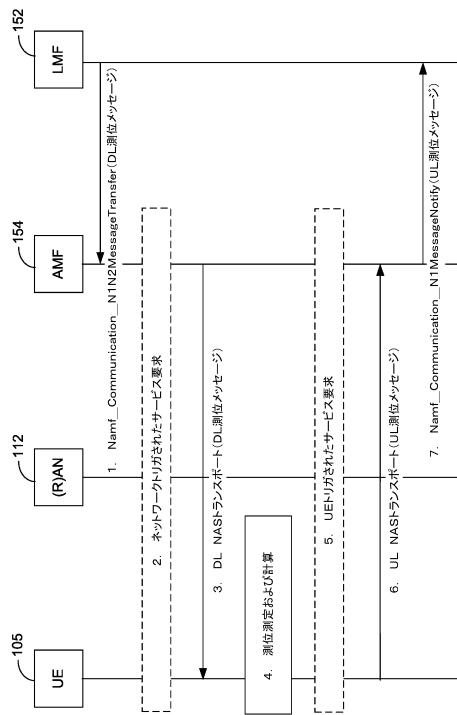 105
UE
112
(R)AN
154
AMF
152
LMF
1. Namf_Communication_N1N2MessageTransfer(DL測位メッセージ)
2. ネットワークトリガされたサービス要求
3. DL NASトランスポート(DL測位メッセージ)
4. 測位測定および計算
5. UEトリガされたサービス要求
6. UL NASトランスポート(UL測位メッセージ)
7. Namf_Communication_N1MessageNotify(UL測位メッセージ)